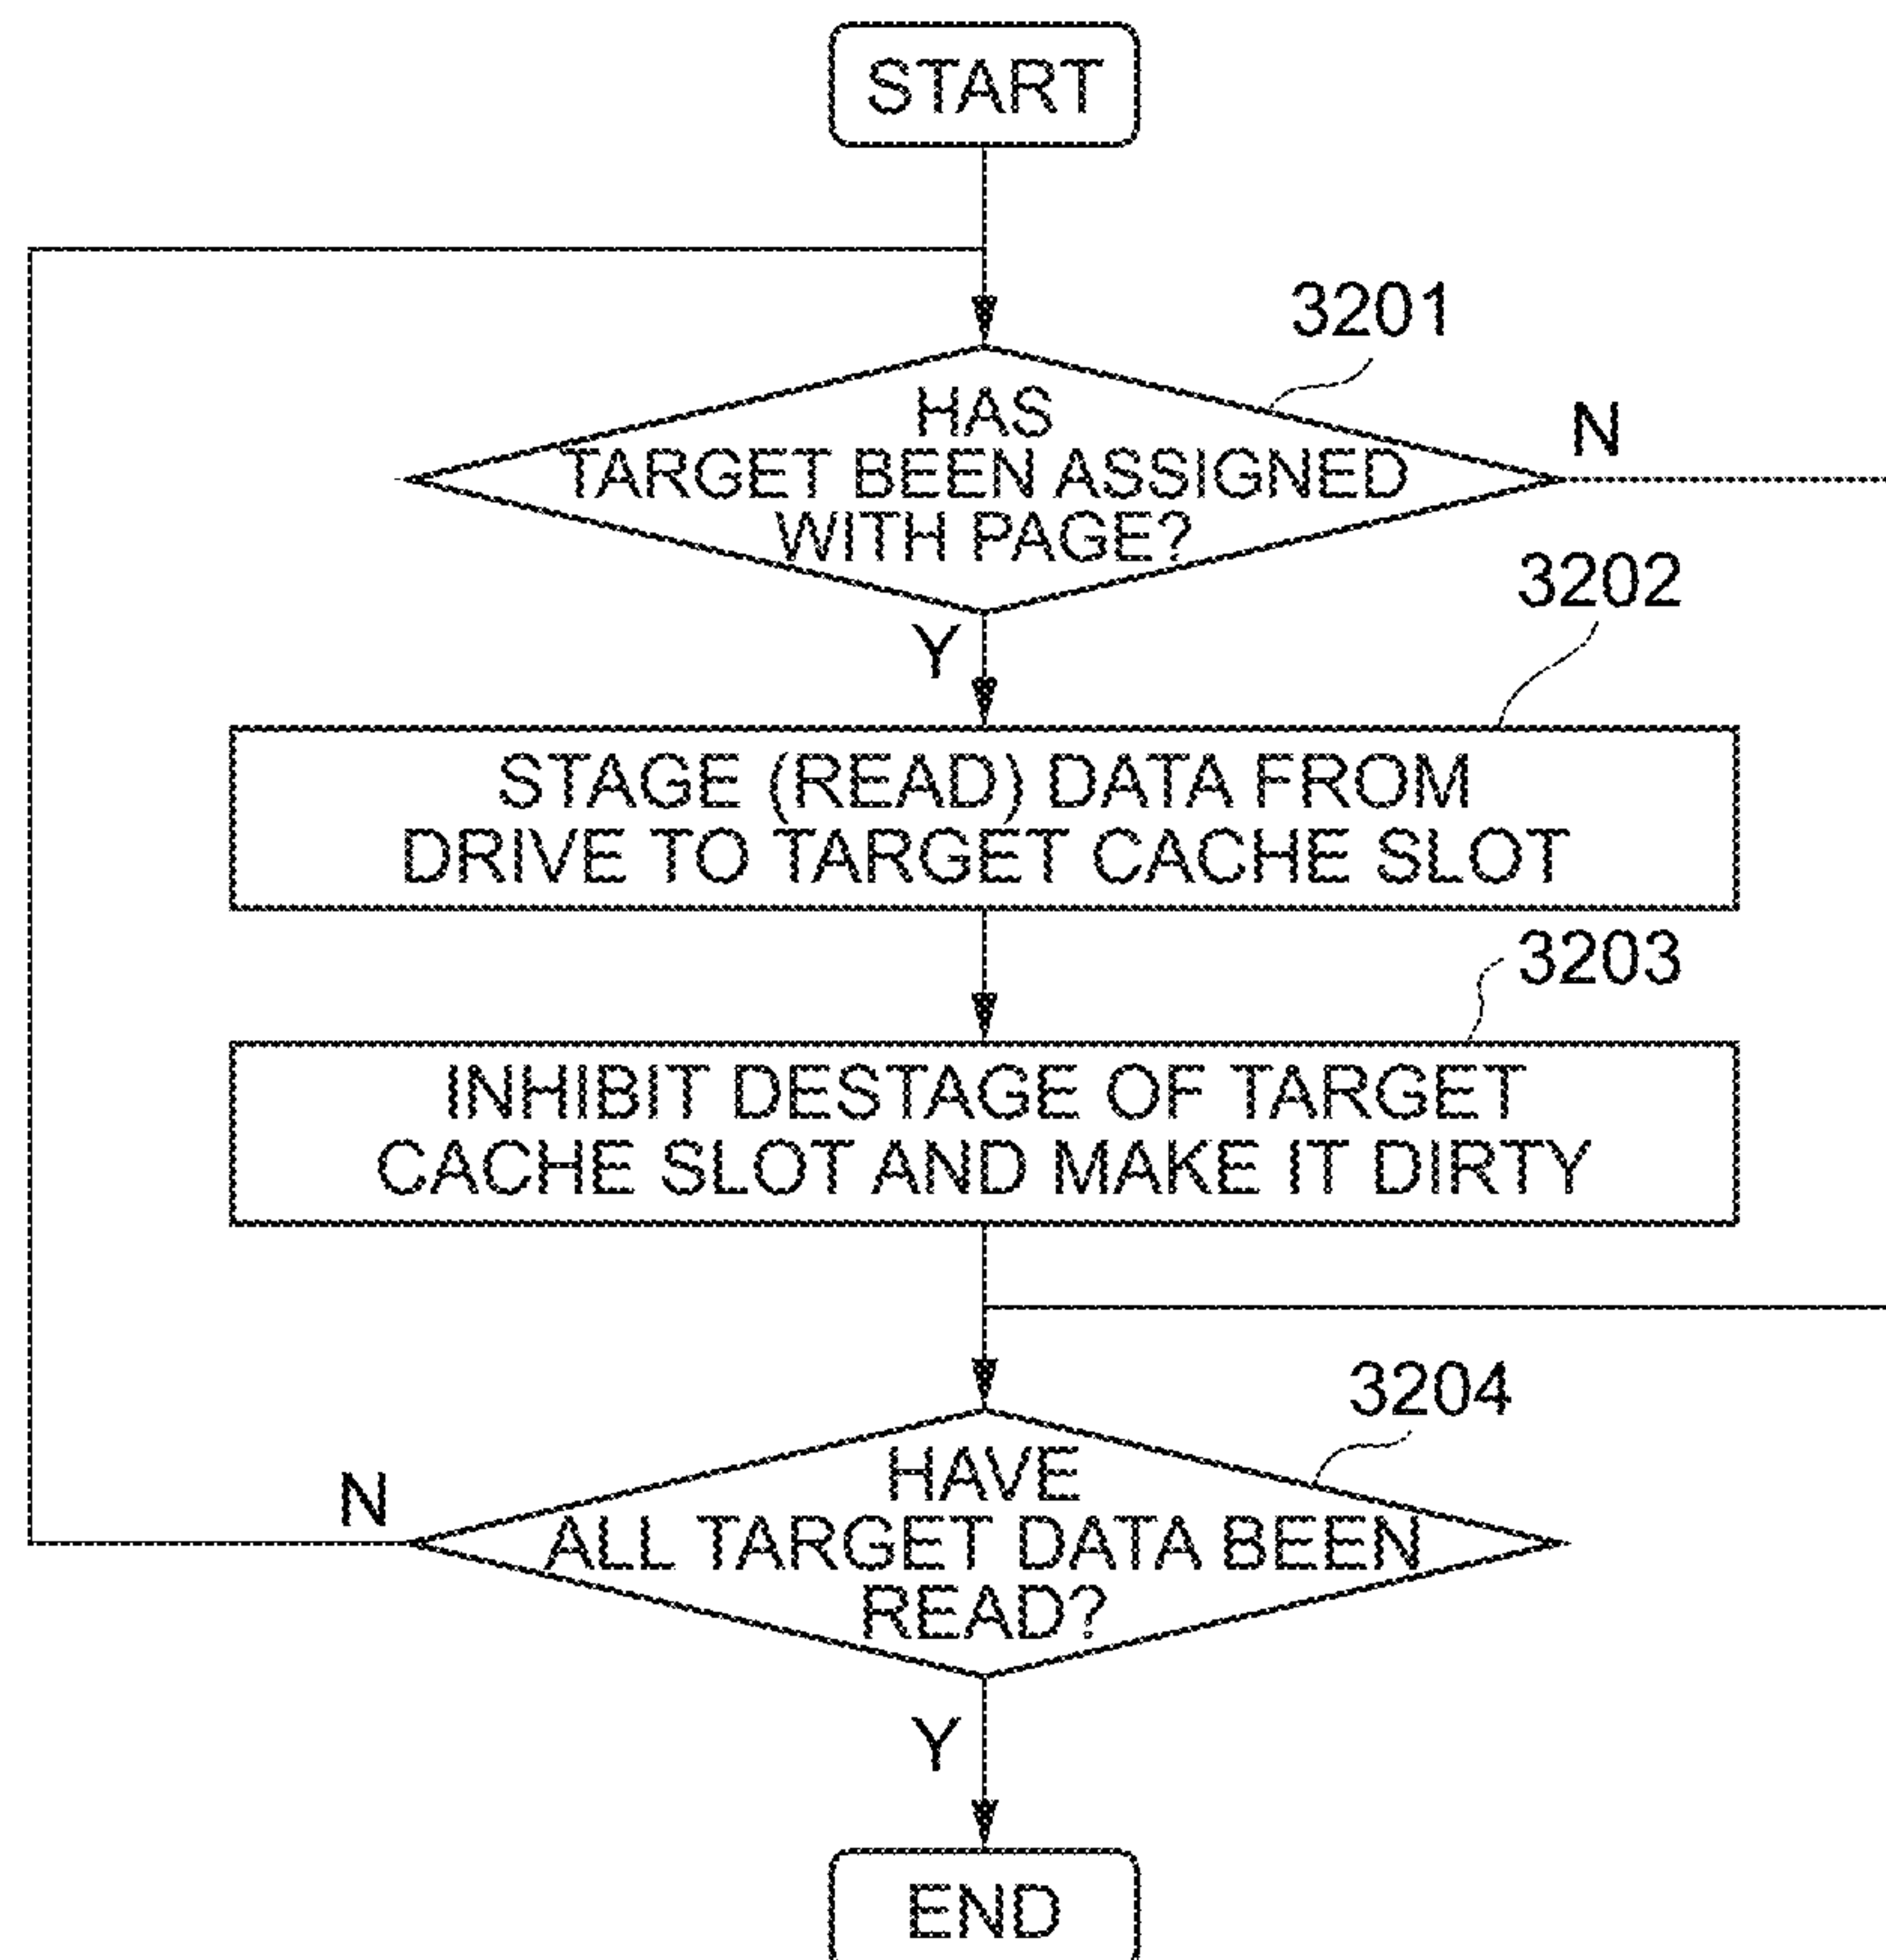 START
3201
HAS
TARGET BEEN ASSIGNED
WITH PAGE?
N
Y
3202
STAGE (READ) DATA FROM
DRIVE TO TARGET CACHE SLOT
3203
INHIBIT DESTAGE OF TARGET
CACHE SLOT AND MAKE IT DIRTY
3204
HAVE
ALL TARGET DATA BEEN
READ?
N
Y
END